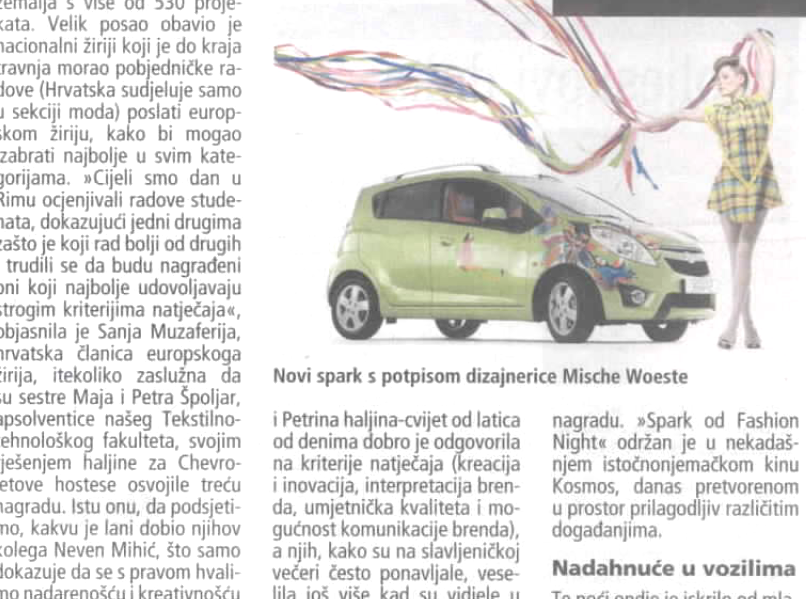 zemalja s više od 530 proje-
kata. Velik posao obavio je
nacionalni žiriji koji je do kraja
travnja morao pobjedničke ra-
dove (Hrvatska sudjeluje samo
u sekciji moda) poslati europ-
skom žiriju, kako bi mogao
izabrati najbolje u svim kate-
gorijama. »Cijeli smo dan u
Rimu ocjenjivali radove stude-
nata, dokazujući jedni drugima
zašto je koji rad bolji od drugih
i trudili se da budu nagrađeni
oni koji najbolje udovoljavaju
strogim kriterijima natječaja«,
objasnila je Sanja Muzaferija,
hrvatska članica europskoga
žirija, itekoliko zaslužna da
su sestre Maja i Petra Špoljar,
apsolventice našeg Tekstilno-
tehnološkog fakulteta, svojim
rješenjem haljine za Chevro-
letove hostese osvojile treću
nagradu. Istu onu, da podsjeti-
mo, kakvu je lani dobio njihov
kolega Neven Mihić, što samo
dokazuje da se s pravom hvali-
mo nadarenošću i kreativnošću
Novi spark s potpisom dizajnerice Mische Woeste
i Petrina haljina-cvijet od latica
od denima dobro je odgovorila
na kriterije natječaja (kreacija
i inovacija, interpretacija bren-
da, umjetnička kvaliteta i mo-
gućnost komunikacije brenda),
a njih, kako su na slavljeničkoj
večeri često ponavljale, vese-
lila još više kad su vidjele u
nagradu. »Spark od Fashion
Night« održan je u nekadaš-
njem istočnonjemačkom kinu
Kosmos, danas pretvorenom
u prostor prilagodljiv različitim
događanjima.
Nadahnuće u vozilima
Te noći ondje je iskrilo od mla-